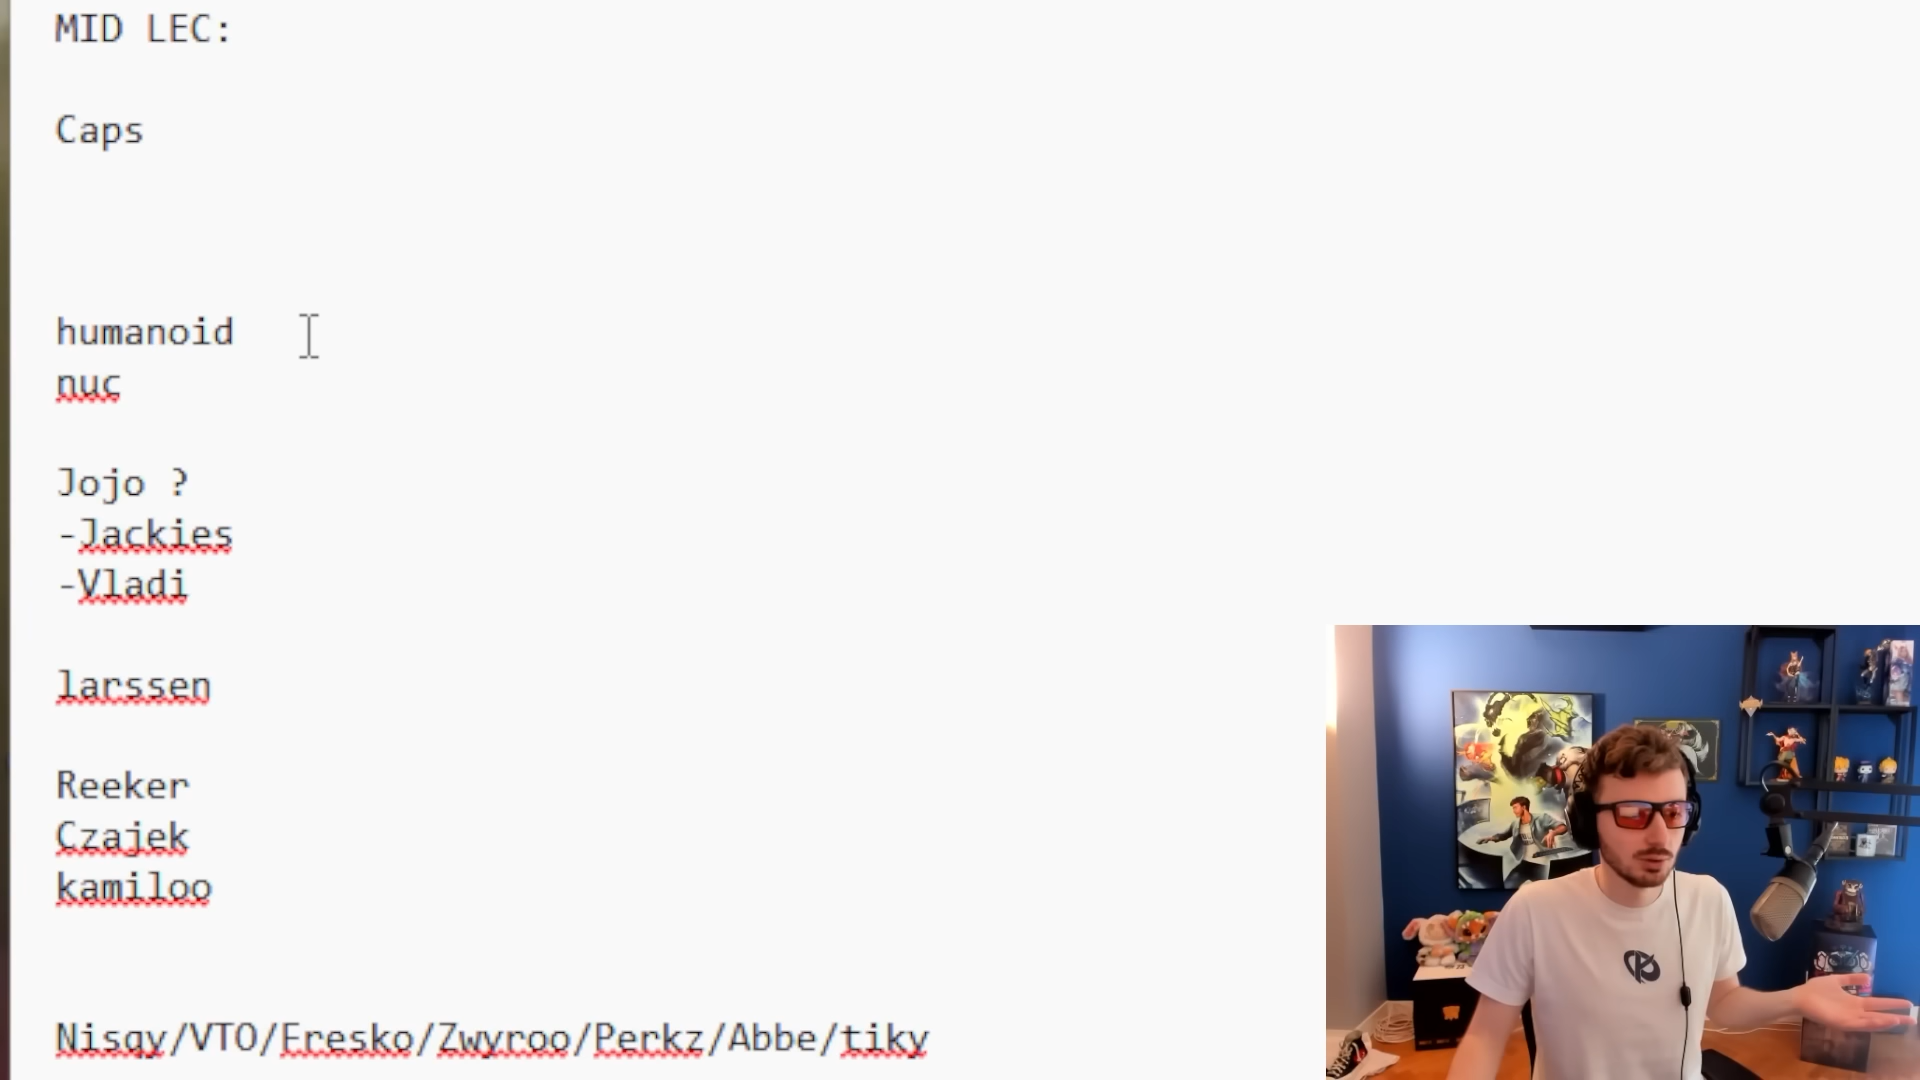 MID LEC:
Caps
humanoid
nuc
Jojo ?
-Jackies
-Vladi
larssen
Reeker
Czajek
kamiloo
Nisqy/VTO/Fresko/Zwyroo/Perkz/Abbe/tiky